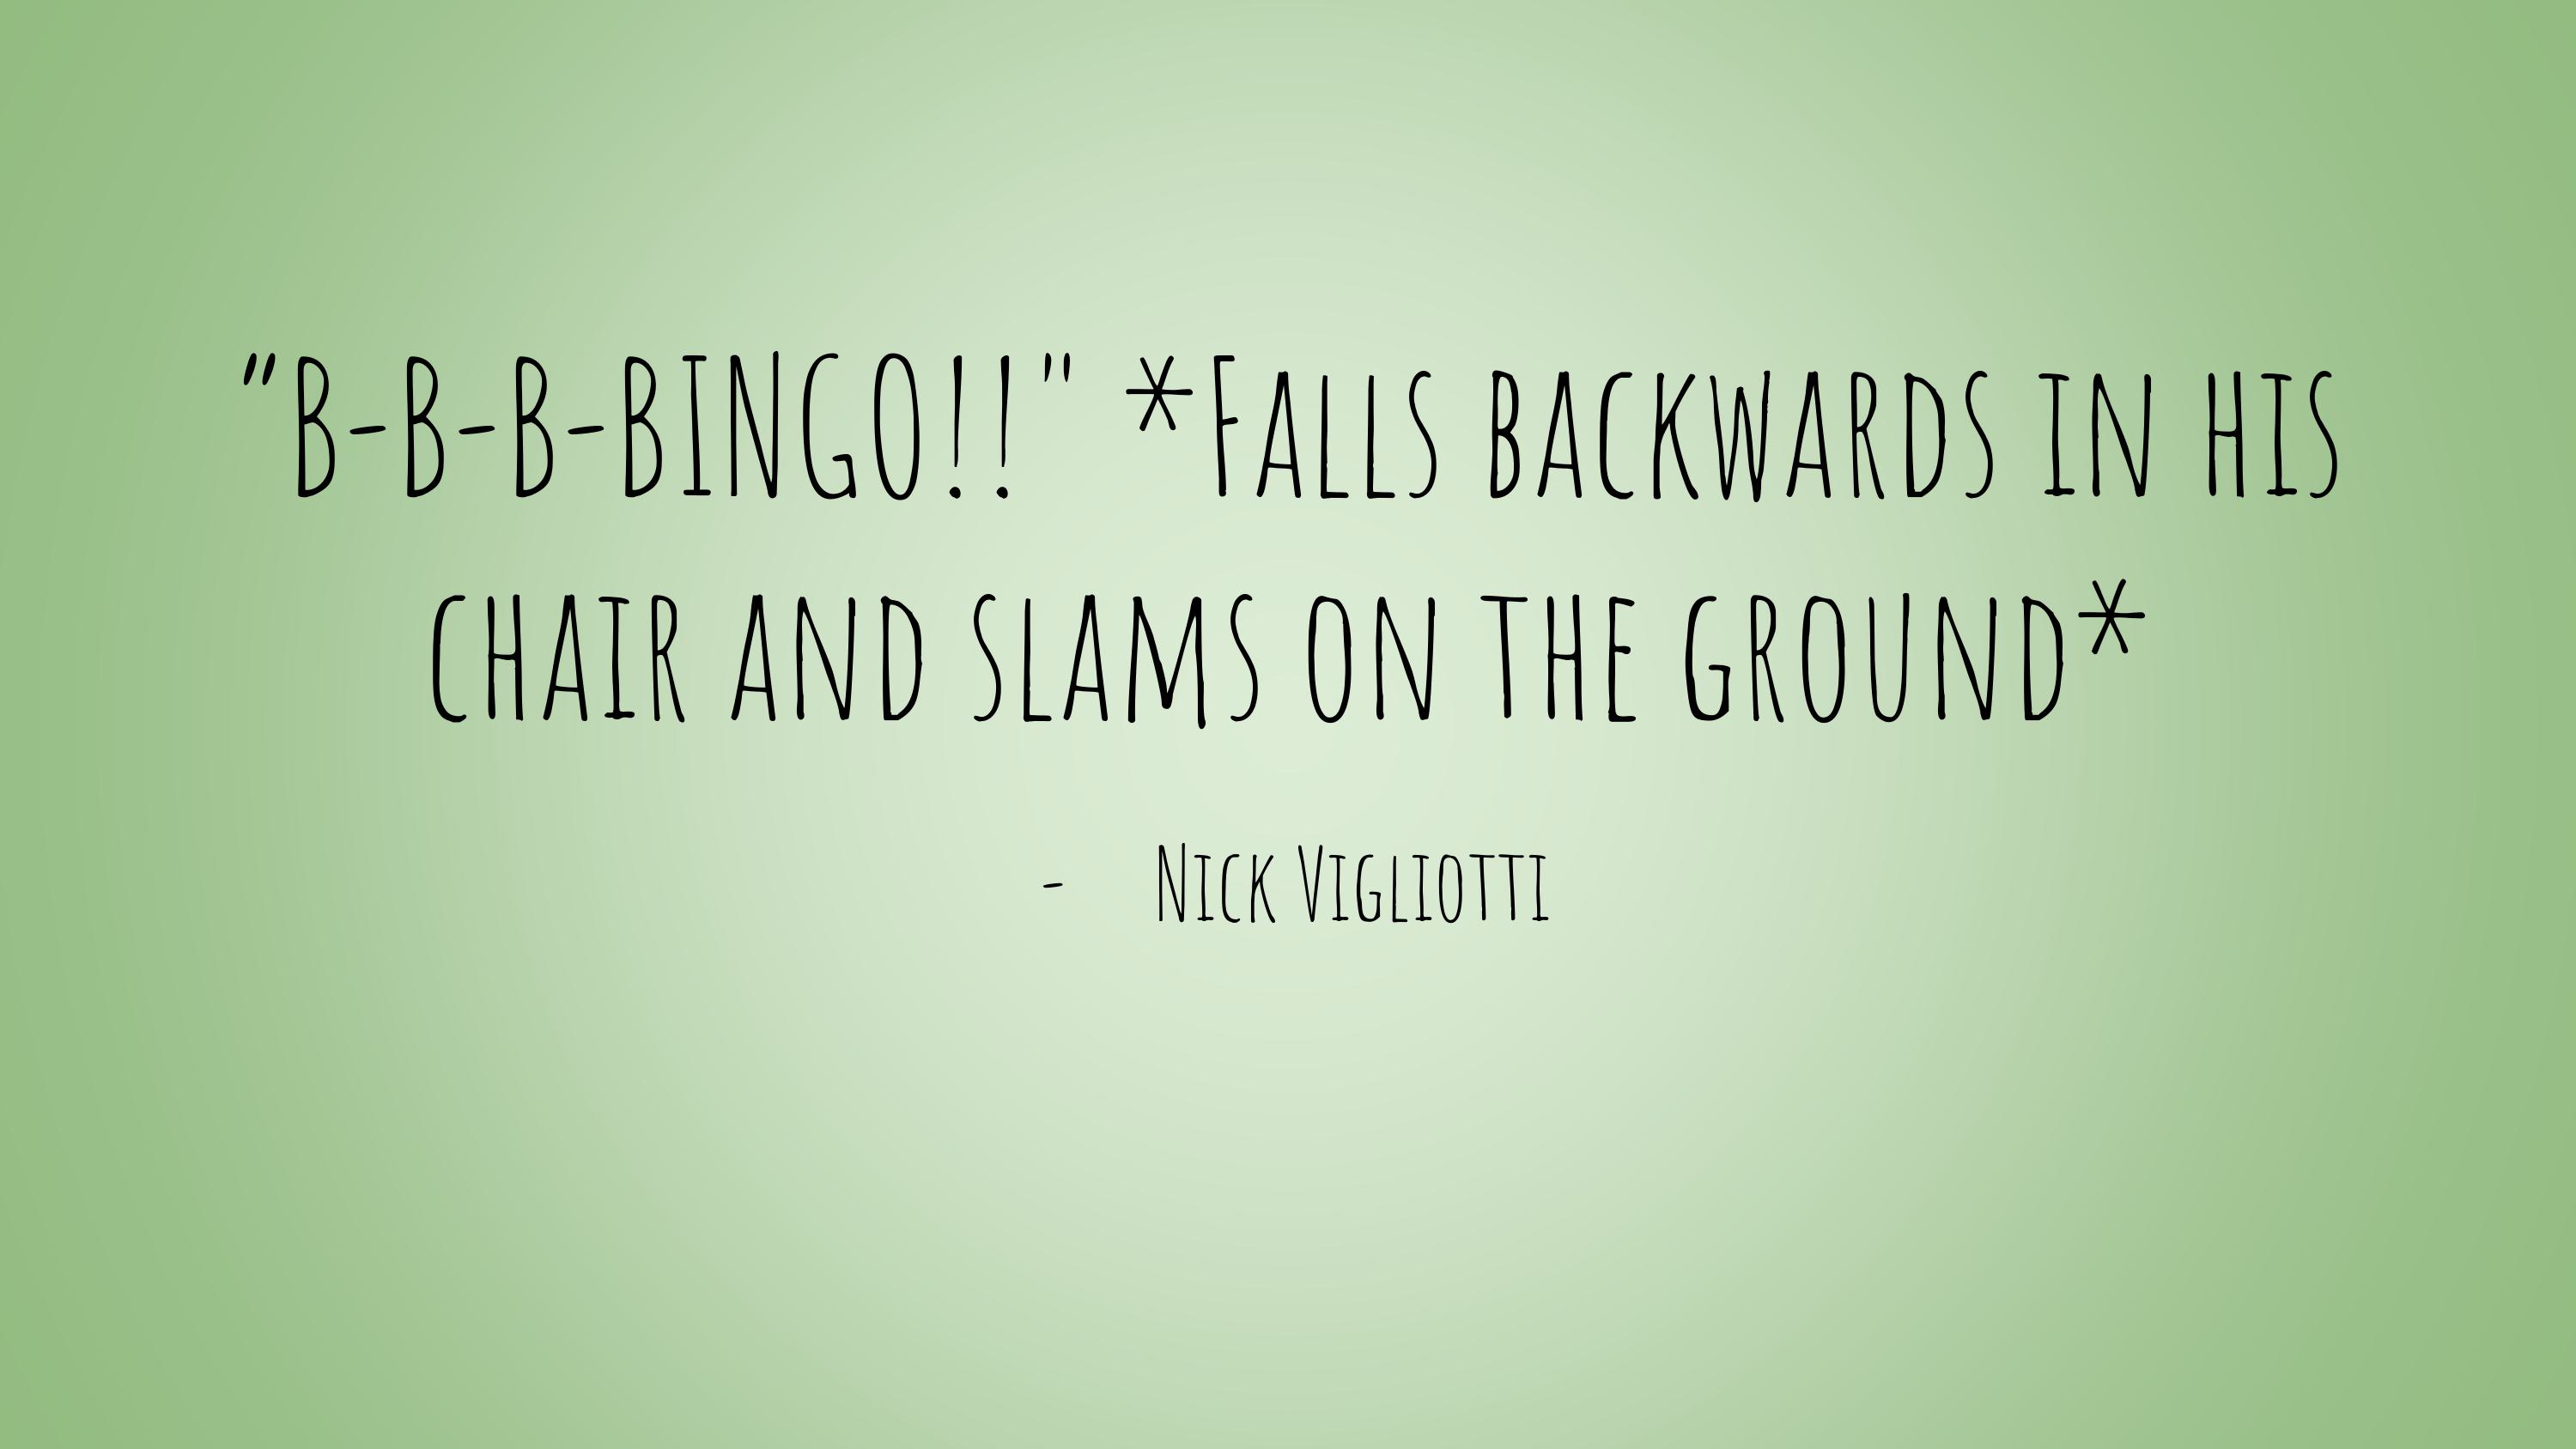 "B-B-B-BINGO!!" *Falls backwards in his
chair and slams on the ground*
- Nick Vigliotti